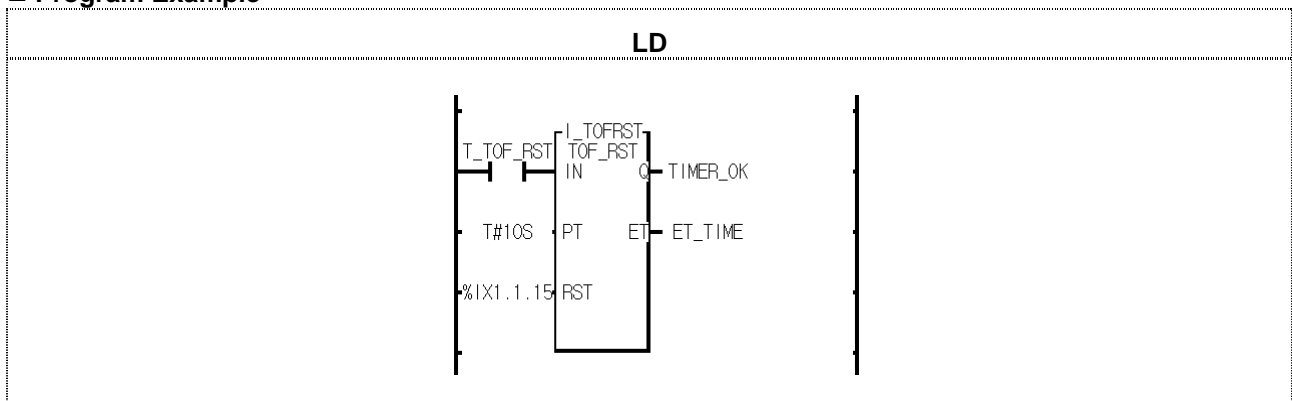 ■ Program Example
LD
I_TOFRST
T_TOF_RST TOF_RST
IN Q TIMER_OK
T#10S PT ET ET_TIME
%IX1.1.15 RST